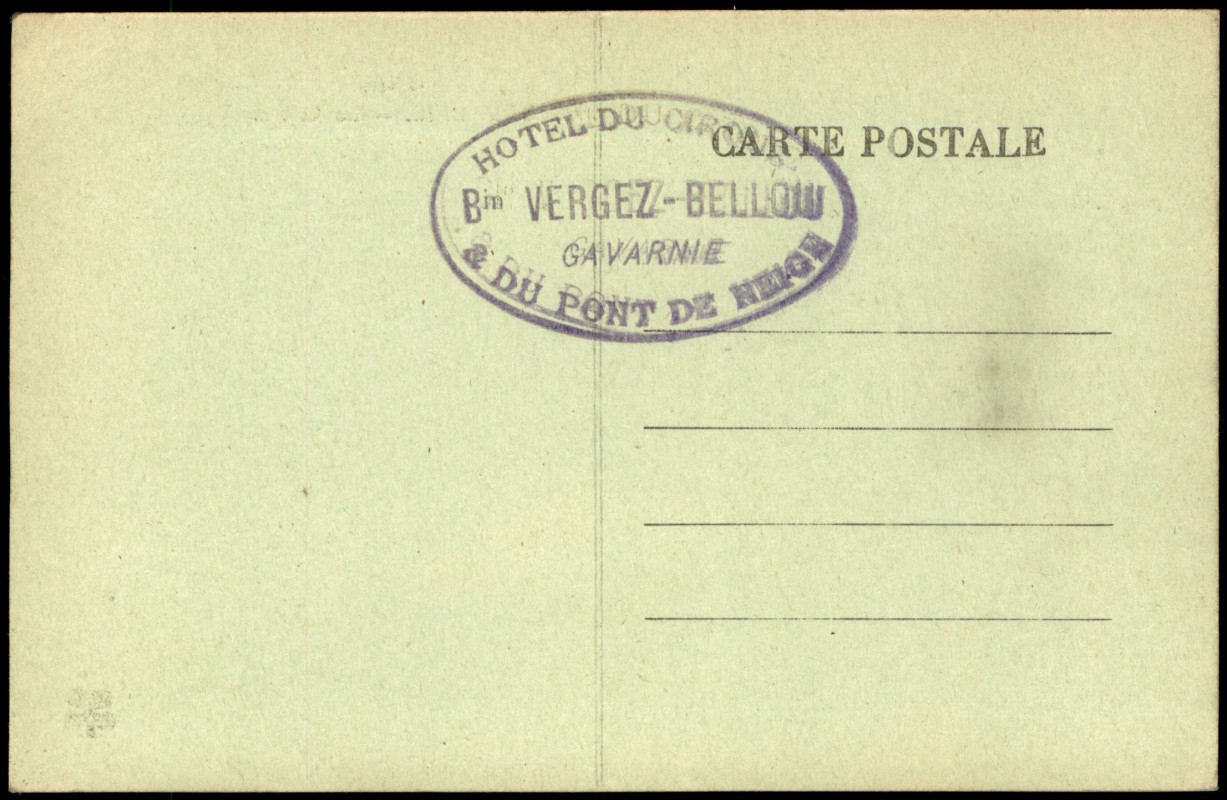 HOTEL DU CIRQUE
Bin VERGEZ-BELLOU
GAVARNIE
& DU PONT DE NEIGE
CARTE POSTALE